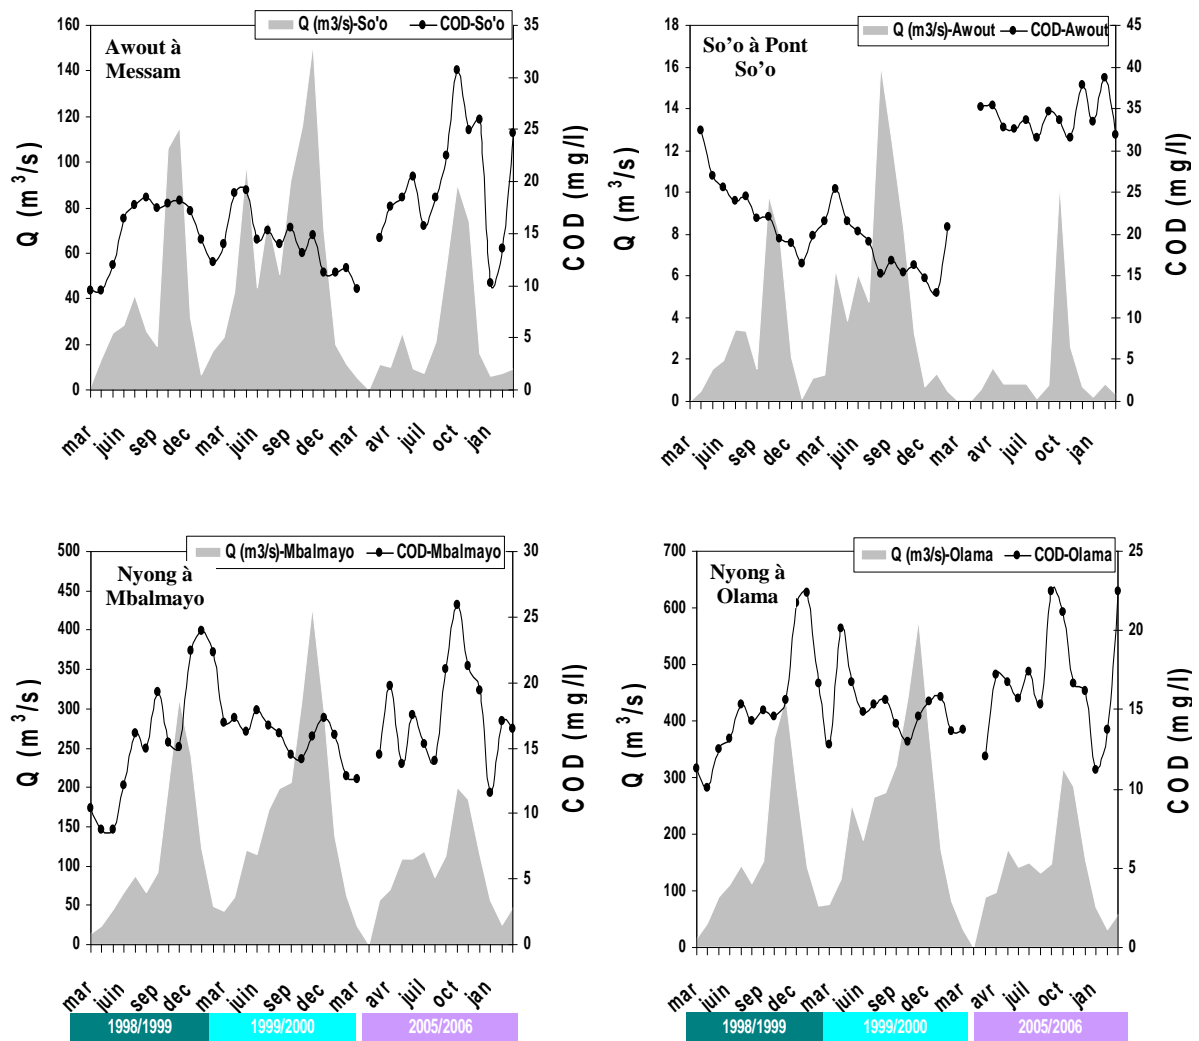 Q (m3/s)-So'o COD-So'o
Awout à
Messam
Q (m³/s)
160
140
120
100
80
60
40
20
0
35
30
25
20
15
10
5
0
COD (mg/l)
mar juin sep dec mar juin sep dec mar avr juil oct jan
Q (m3/s)-Awout COD-Awout
So'o à Pont
So'o
Q (m³/s)
18
16
14
12
10
8
6
4
2
0
45
40
35
30
25
20
15
10
5
0
COD (mg/l)
mar juin sep dec mar juin sep dec mar avr juil oct jan
Q (m3/s)-Mbalmayo COD-Mbalmayo
Nyong à
Mbalmayo
Q (m³/s)
500
450
400
350
300
250
200
150
100
50
0
30
25
20
15
10
5
0
COD (mg/l)
mar juin sep dec mar juin sep dec mar avr juil oct jan
1998/1999 1999/2000 2005/2006
Q (m3/s)-Olama COD-Olama
Nyong à
Olama
Q (m³/s)
700
600
500
400
300
200
100
0
25
20
15
10
5
0
COD (mg/l)
mar juin sep dec mar juin sep dec mar avr juil oct jan
1998/1999 1999/2000 2005/2006